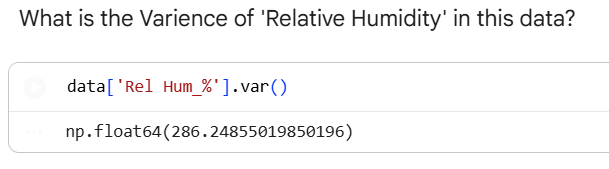 What is the Varience of 'Relative Humidity' in this data?
data['Rel Hum_%'].var()
np.float64(286.24855019850196)